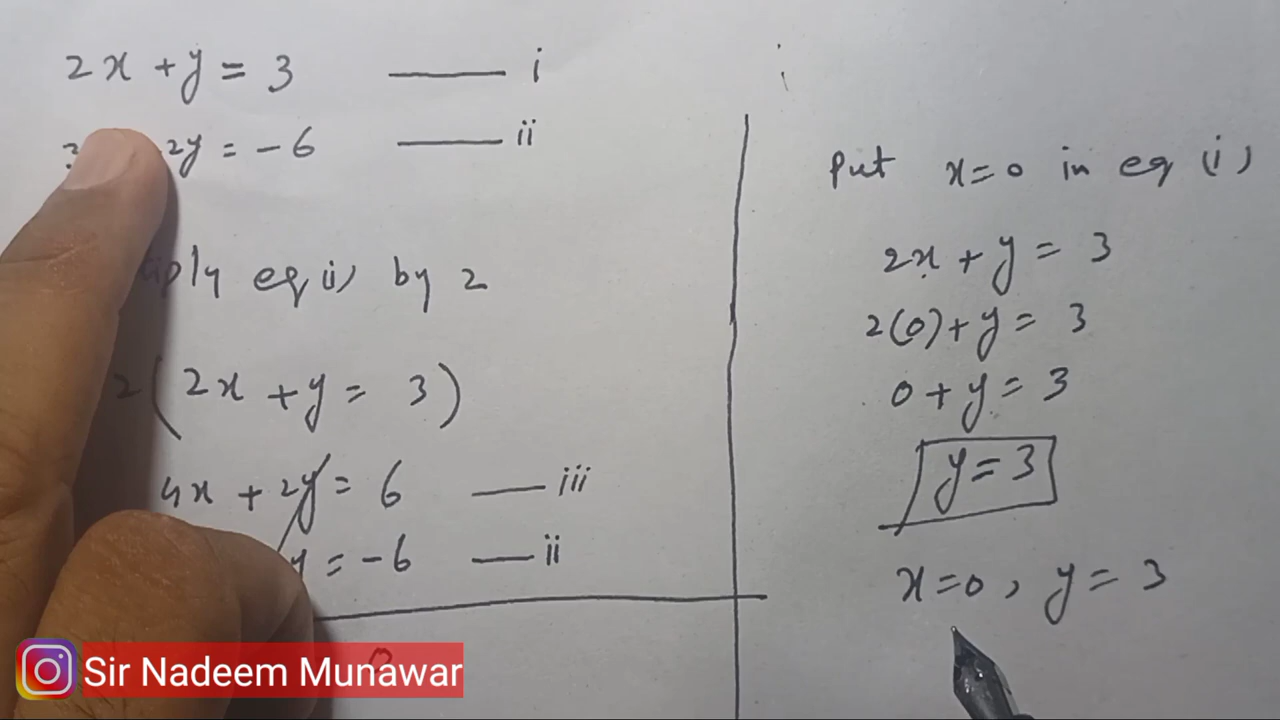 2x + y = 3 —— i
2y = -6 —— ii
eq (i) by 2
2(2x + y = 3)
4x + 2y = 6 —— iii
y = -6 —— ii
0
Put x=0 in eq (i)
2x + y = 3
2(0) + y = 3
0 + y = 3
y = 3
x=0, y = 3
Sir Nadeem Munawar